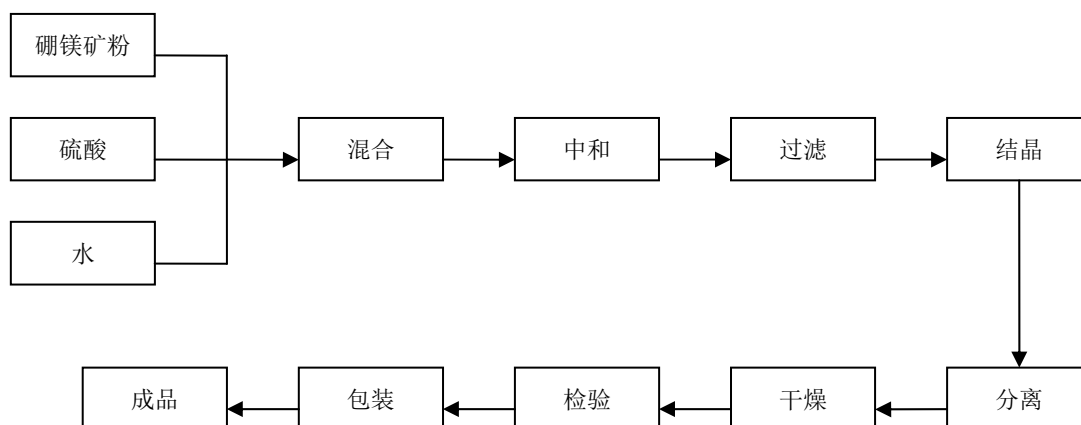 硼镁矿粉
硫酸
混合
中和
过滤
结晶
水
成品
包装
检验
干燥
分离